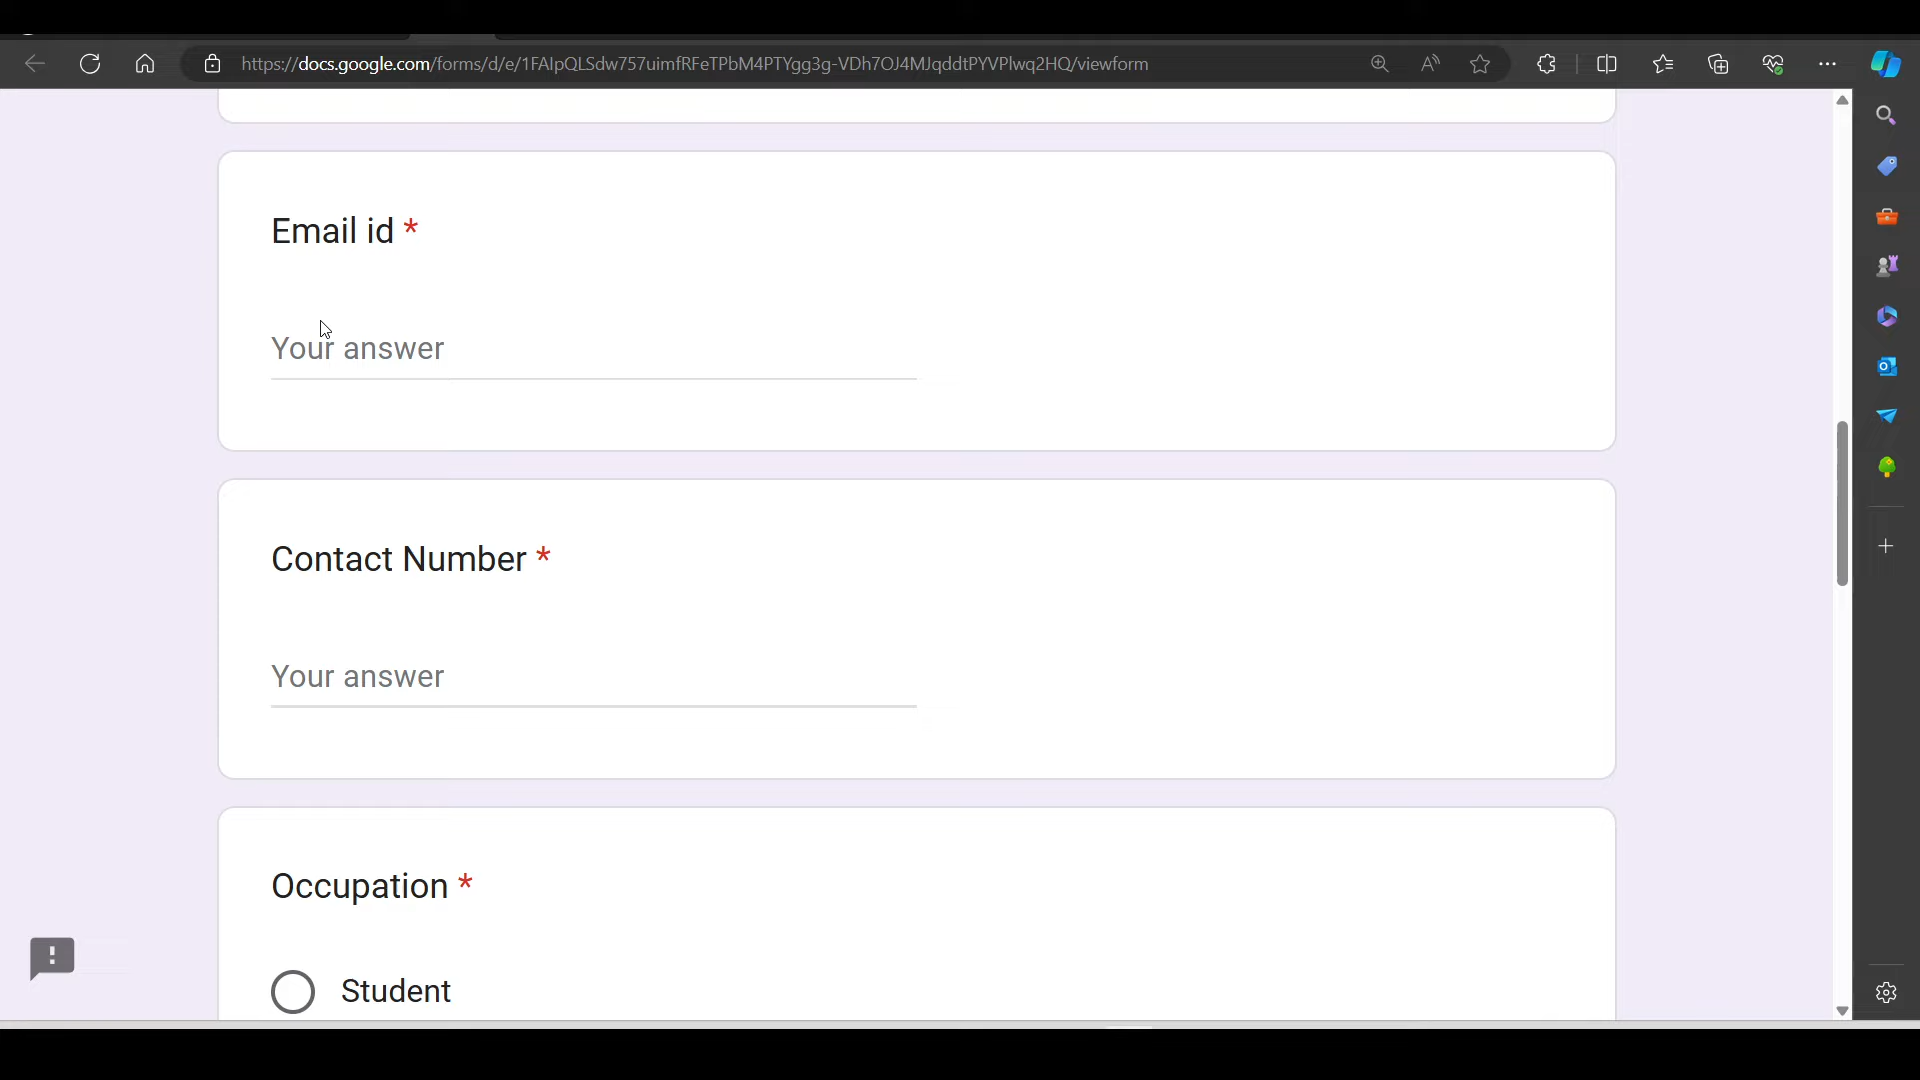 https://docs.google.com/forms/d/e/1FAIpQLSdw757uimfRFeTPbM4PTYgg3g-VDh7OJ4MJqddtPYVPlwq2HQ/viewform
Email id *
Your answer
Contact Number *
Your answer
Occupation *
Student